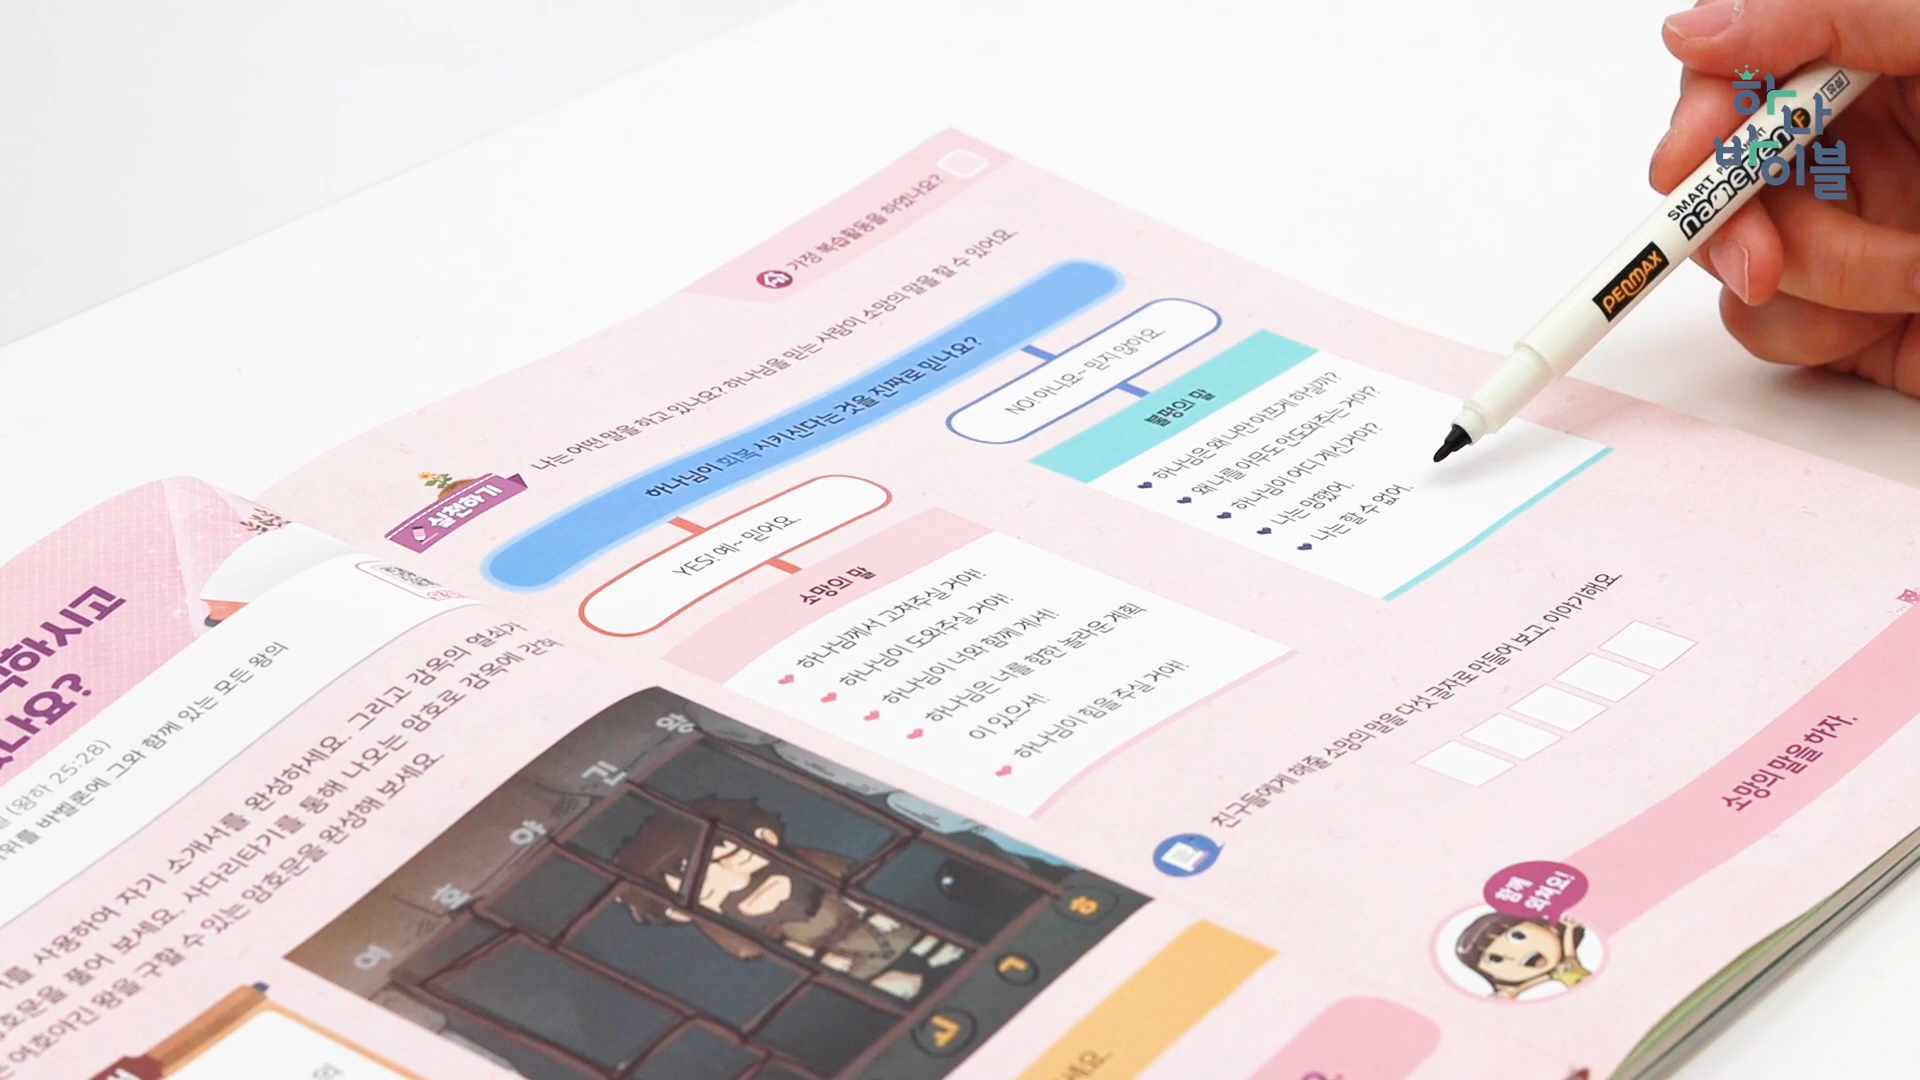 하나
바이블
유성
SMART
namepen F
PENMAX
가정 복습활동을 하였나요?
실천하기
나는 어떤 말을 하고 있나요? 하나님을 믿는 사람이 소망의 말을 할 수 있어요.
하나님이 회복 시키신다는 것을 진짜로 믿나요?
YES! 예~ 믿어요.
NO! 아니요~ 믿지 않아요.
소망의 말
하나님께서 고쳐주실 거야!
하나님이 도와주실 거야!
하나님이 너와 함께 계셔!
하나님은 너를 향한 놀라운 계획
이 있으셔!
하나님이 힘을 주실 거야!
불평의 말
하나님은 왜 나만 아프게 하실까?
왜 나를 아무도 안도와주는 거야?
하나님이 어디 계신거야?
나는 망했어.
나는 할 수 없어.
친구들에게 해줄 소망의 말을 다섯 글자로 만들어 보고, 이야기해요.
함께
외쳐요!
소망의 말을 하자.
하시고
나요?
(왕하 25:28)
위를 바벨론에 그와 함께 있는 모든 왕의
를 사용하여 자기 소개서를 완성하세요. 그리고 감옥의 열쇠가
호문을 풀어 보세요. 사다리타기를 통해 나오는 암호로 감옥에 갇혀
여호야긴 왕을 구할 수 있는 암호문을 완성해 보세요.
여 호 야 긴 왕